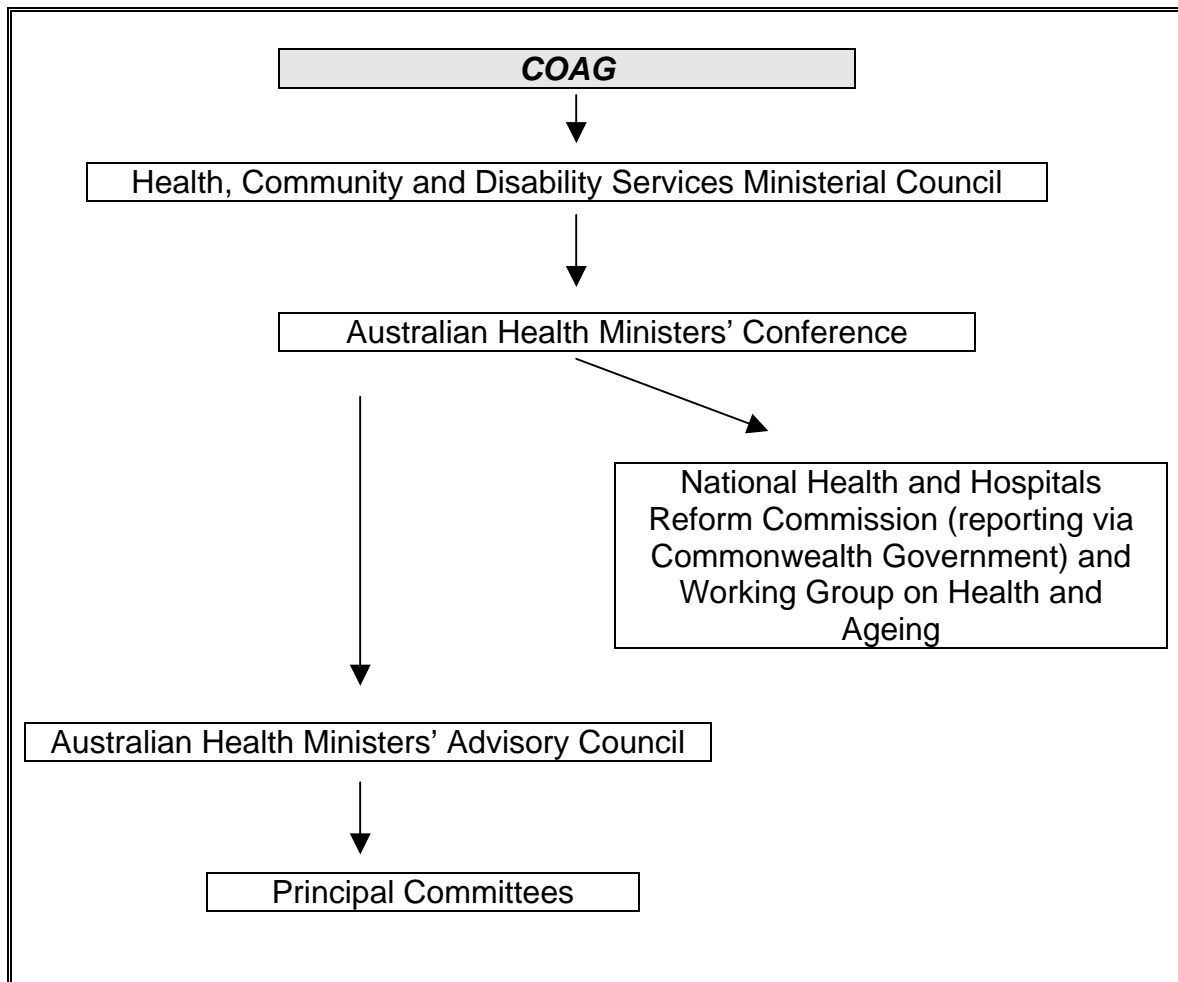 COAG
Health, Community and Disability Services Ministerial Council
Australian Health Ministers’ Conference
National Health and Hospitals
Reform Commission (reporting via
Commonwealth Government) and
Working Group on Health and
Ageing
Australian Health Ministers’ Advisory Council
Principal Committees